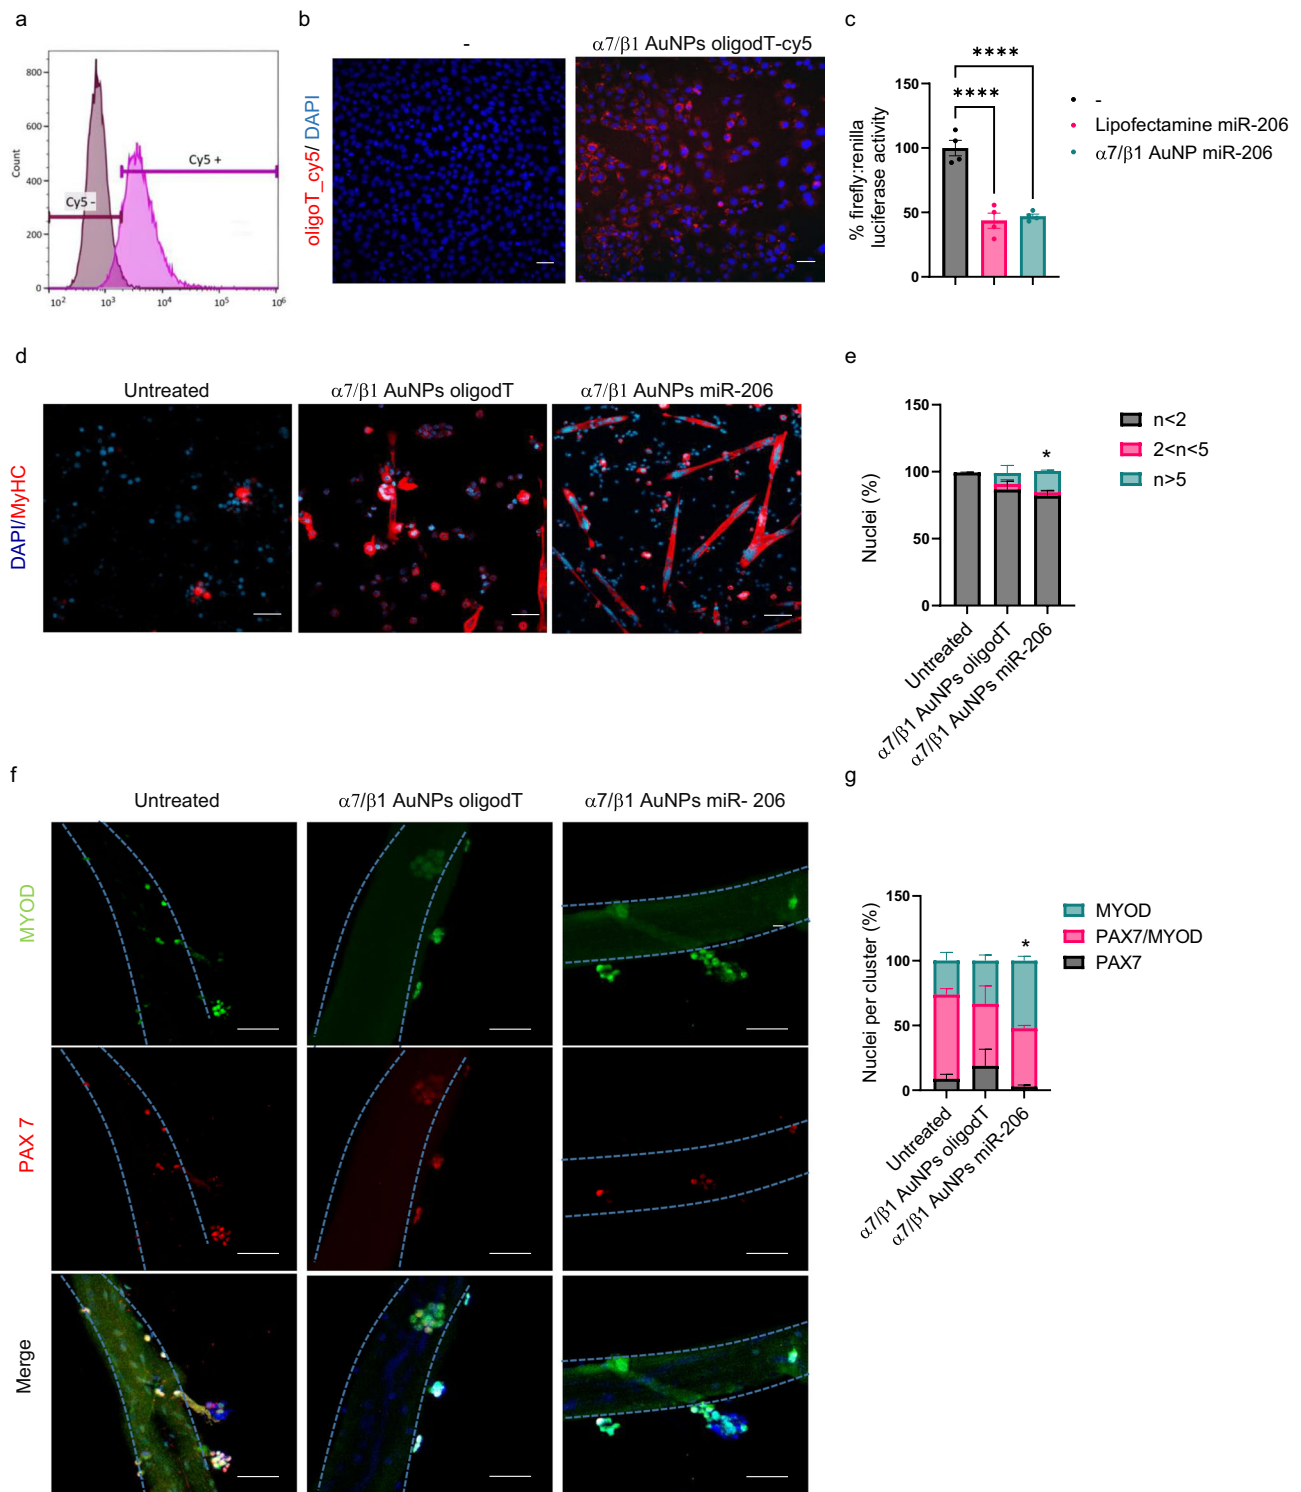 a
800
600
400
200
0
Count
Cy5 -
Cy5 +
10² 10³ 10⁴ 10⁵ 10⁶
b
- α7/β1 AuNPs oligodT-cy5
oligoT_cy5/ DAPI
c
% firefly:renilla
luciferase activity
150
100
50
0
****
****
-
Lipofectamine miR-206
α7/β1 AuNP miR-206
d
Untreated α7/β1 AuNPs oligodT α7/β1 AuNPs miR-206
DAPI/MyHC
e
Nuclei (%)
150
100
50
0
*
n<2
2<n<5
n>5
Untreated
α7/β1 AuNPs oligodT
α7/β1 AuNPs miR-206
f
Untreated α7/β1 AuNPs oligodT α7/β1 AuNPs miR- 206
MYOD
PAX 7
Merge
g
Nuclei per cluster (%)
150
100
50
0
*
MYOD
PAX7/MYOD
PAX7
Untreated
α7/β1 AuNPs oligodT
α7/β1 AuNPs miR-206